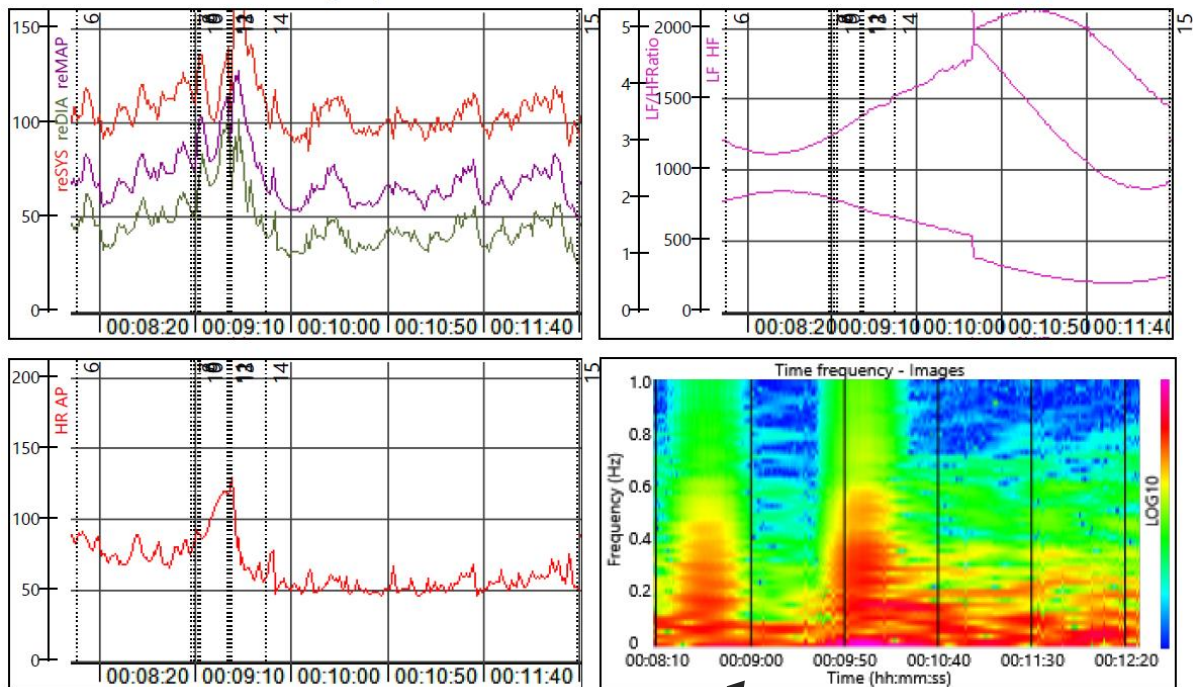 150
100
50
0
reSYS reDIA reMAP
6
14
15
00:08:20 00:09:10 00:10:00 00:10:50 00:11:40
5
4
3
2
1
0
LF/HFRatio
2000
1500
1000
500
0
LF HF
6
14
15
00:08:20 00:09:10 00:10:00 00:10:50 00:11:40
200
150
100
50
0
HR AP
6
14
15
00:08:20 00:09:10 00:10:00 00:10:50 00:11:40
Time frequency - Images
1.0
0.8
0.6
0.4
0.2
0
Frequency (Hz)
LOG10
00:08:10 00:09:00 00:09:50 00:10:40 00:11:30 00:12:20
Time (hh:mm:ss)